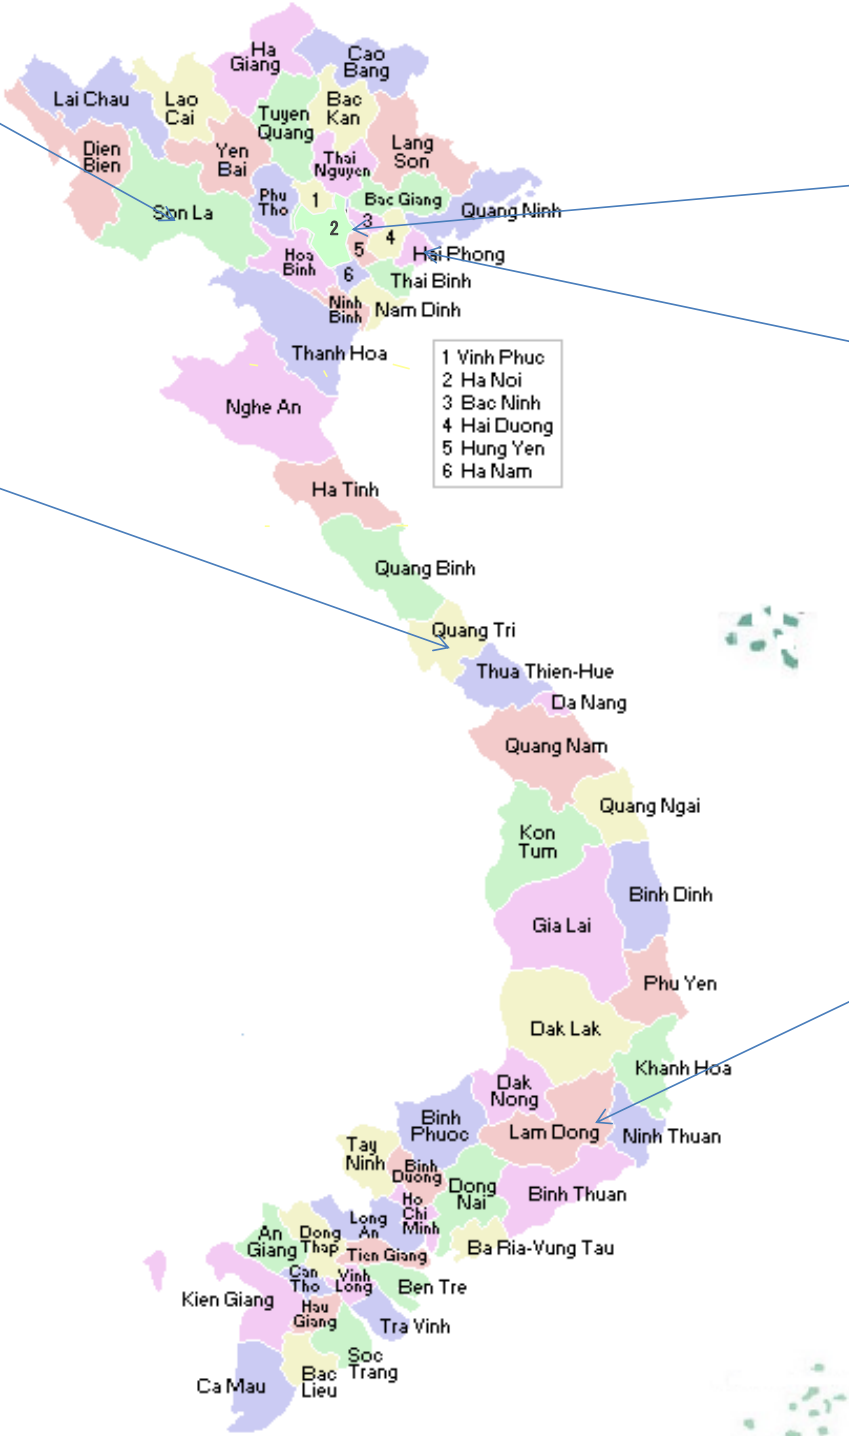 Ha
Giang
Cao
Bang
Lai Chau
Lao
Cai
Tuyen
Quang
Bac
Kan
Dien
Bien
Yen
Bai
Thai
Nguyen
Lang
Son
Son La
Phu
Tho
1
Bac Giang
Quang Ninh
2
3
4
5
Hai Phong
Hoa
Binh
6
Thai Binh
Ninh
Binh
Nam Dinh
Thanh Hoa
1 Vinh Phuc
2 Ha Noi
3 Bac Ninh
4 Hai Duong
5 Hung Yen
6 Ha Nam
Nghe An
Ha Tinh
Quang Binh
Quang Tri
Thua Thien-Hue
Da Nang
Quang Nam
Quang Ngai
Kon
Tum
Binh Dinh
Gia Lai
Phu Yen
Dak Lak
Khanh Hoa
Dak
Nong
Binh
Phuoc
Lam Dong
Ninh Thuan
Tay
Ninh
Binh
Duong
Dong
Nai
Binh Thuan
Ho
Chi
Minh
Long
An
An
Giang
Dong
Thap
Tien Giang
Ba Ria-Vung Tau
Can
Tho
Vinh
Long
Ben Tre
Kien Giang
Hau
Giang
Tra Vinh
Soc
Trang
Ca Mau
Bac
Lieu